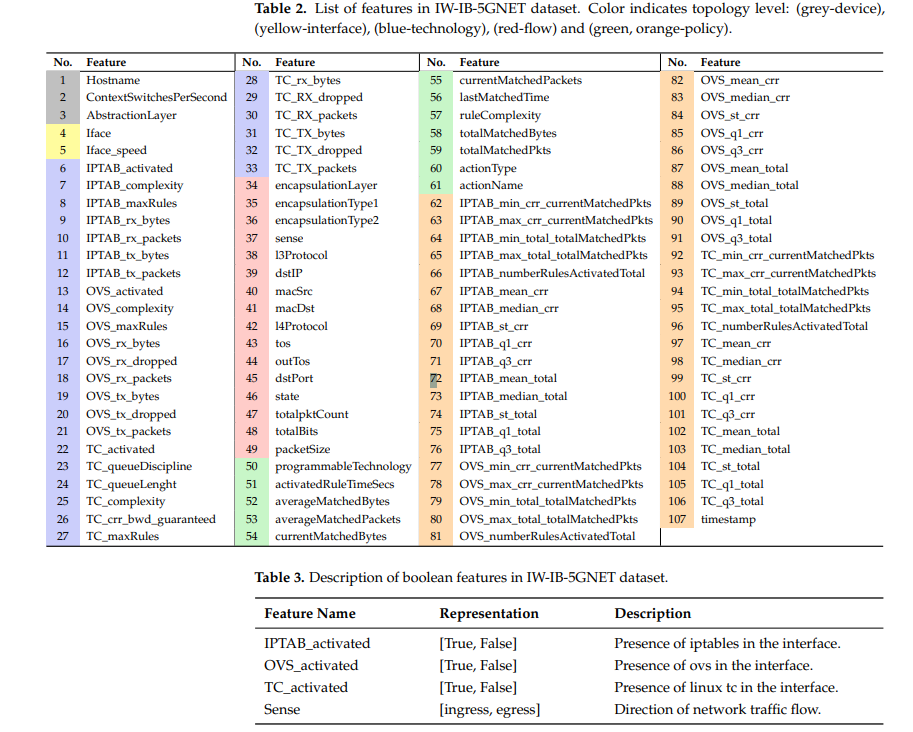 Table 2. List of features in IW-IB-5GNET dataset. Color indicates topology level: (grey-device),
(yellow-interface), (blue-technology), (red-flow) and (green, orange-policy).
No. Feature No. Feature No. Feature No. Feature
1 Hostname 28 TC_rx_bytes 55 currentMatchedPackets 82 OVS_mean_crr
2 ContextSwitchesPerSecond 29 TC_RX_dropped 56 lastMatchedTime 83 OVS_median_crr
3 AbstractionLayer 30 TC_RX_packets 57 ruleComplexity 84 OVS_st_crr
4 Iface 31 TC_TX_bytes 58 totalMatchedBytes 85 OVS_q1_crr
5 Iface_speed 32 TC_TX_dropped 59 totalMatchedPkts 86 OVS_q3_crr
6 IPTAB_activated 33 TC_TX_packets 60 actionType 87 OVS_mean_total
7 IPTAB_complexity 34 encapsulationLayer 61 actionName 88 OVS_median_total
8 IPTAB_maxRules 35 encapsulationType1 62 IPTAB_min_crr_currentMatchedPkts 89 OVS_st_total
9 IPTAB_rx_bytes 36 encapsulationType2 63 IPTAB_max_crr_currentMatchedPkts 90 OVS_q1_total
10 IPTAB_rx_packets 37 sense 64 IPTAB_min_total_totalMatchedPkts 91 OVS_q3_total
11 IPTAB_tx_bytes 38 l3Protocol 65 IPTAB_max_total_totalMatchedPkts 92 TC_min_crr_currentMatchedPkts
12 IPTAB_tx_packets 39 dstIP 66 IPTAB_numberRulesActivatedTotal 93 TC_max_crr_currentMatchedPkts
13 OVS_activated 40 macSrc 67 IPTAB_mean_crr 94 TC_min_total_totalMatchedPkts
14 OVS_complexity 41 macDst 68 IPTAB_median_crr 95 TC_max_total_totalMatchedPkts
15 OVS_maxRules 42 l4Protocol 69 IPTAB_st_crr 96 TC_numberRulesActivatedTotal
16 OVS_rx_bytes 43 tos 70 IPTAB_q1_crr 97 TC_mean_crr
17 OVS_rx_dropped 44 outTos 71 IPTAB_q3_crr 98 TC_median_crr
18 OVS_rx_packets 45 dstPort 72 IPTAB_mean_total 99 TC_st_crr
19 OVS_tx_bytes 46 state 73 IPTAB_median_total 100 TC_q1_crr
20 OVS_tx_dropped 47 totalpktCount 74 IPTAB_st_total 101 TC_q3_crr
21 OVS_tx_packets 48 totalBits 75 IPTAB_q1_total 102 TC_mean_total
22 TC_activated 49 packetSize 76 IPTAB_q3_total 103 TC_median_total
23 TC_queueDiscipline 50 programmableTechnology 77 OVS_min_crr_currentMatchedPkts 104 TC_st_total
24 TC_queueLenght 51 activatedRuleTimeSecs 78 OVS_max_crr_currentMatchedPkts 105 TC_q1_total
25 TC_complexity 52 averageMatchedBytes 79 OVS_min_total_totalMatchedPkts 106 TC_q3_total
26 TC_crr_bwd_guaranteed 53 averageMatchedPackets 80 OVS_max_total_totalMatchedPkts 107 timestamp
27 TC_maxRules 54 currentMatchedBytes 81 OVS_numberRulesActivatedTotal
Table 3. Description of boolean features in IW-IB-5GNET dataset.
Feature Name Representation Description
IPTAB_activated [True, False] Presence of iptables in the interface.
OVS_activated [True, False] Presence of ovs in the interface.
TC_activated [True, False] Presence of linux tc in the interface.
Sense [ingress, egress] Direction of network traffic flow.